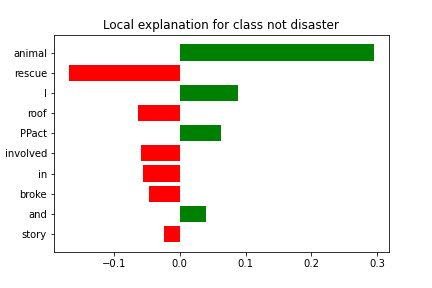 Local explanation for class not disaster
animal
rescue
I
roof
PPact
involved
in
broke
and
story
−0.1 0.0 0.1 0.2 0.3